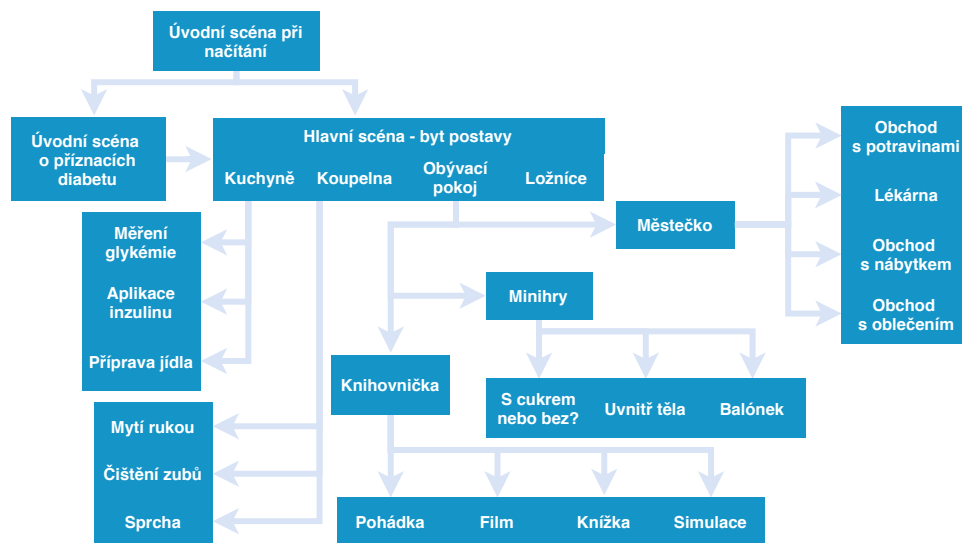 Úvodní scéna při
načítání
Úvodní scéna
o příznacích
diabetu
Hlavní scéna - byt postavy
Kuchyně
Koupelna
Obývací
pokoj
Ložníce
Obchod
s potravinami
Lékárna
Obchod
s nábytkem
Obchod
s oblečením
Městečko
Měření
glykémie
Aplikace
inzulinu
Příprava jídla
Minihry
Knihovnička
S cukrem
nebo bez?
Uvnitř těla
Balónek
Mytí rukou
Čištění zubů
Sprcha
Pohádka
Film
Knížka
Simulace